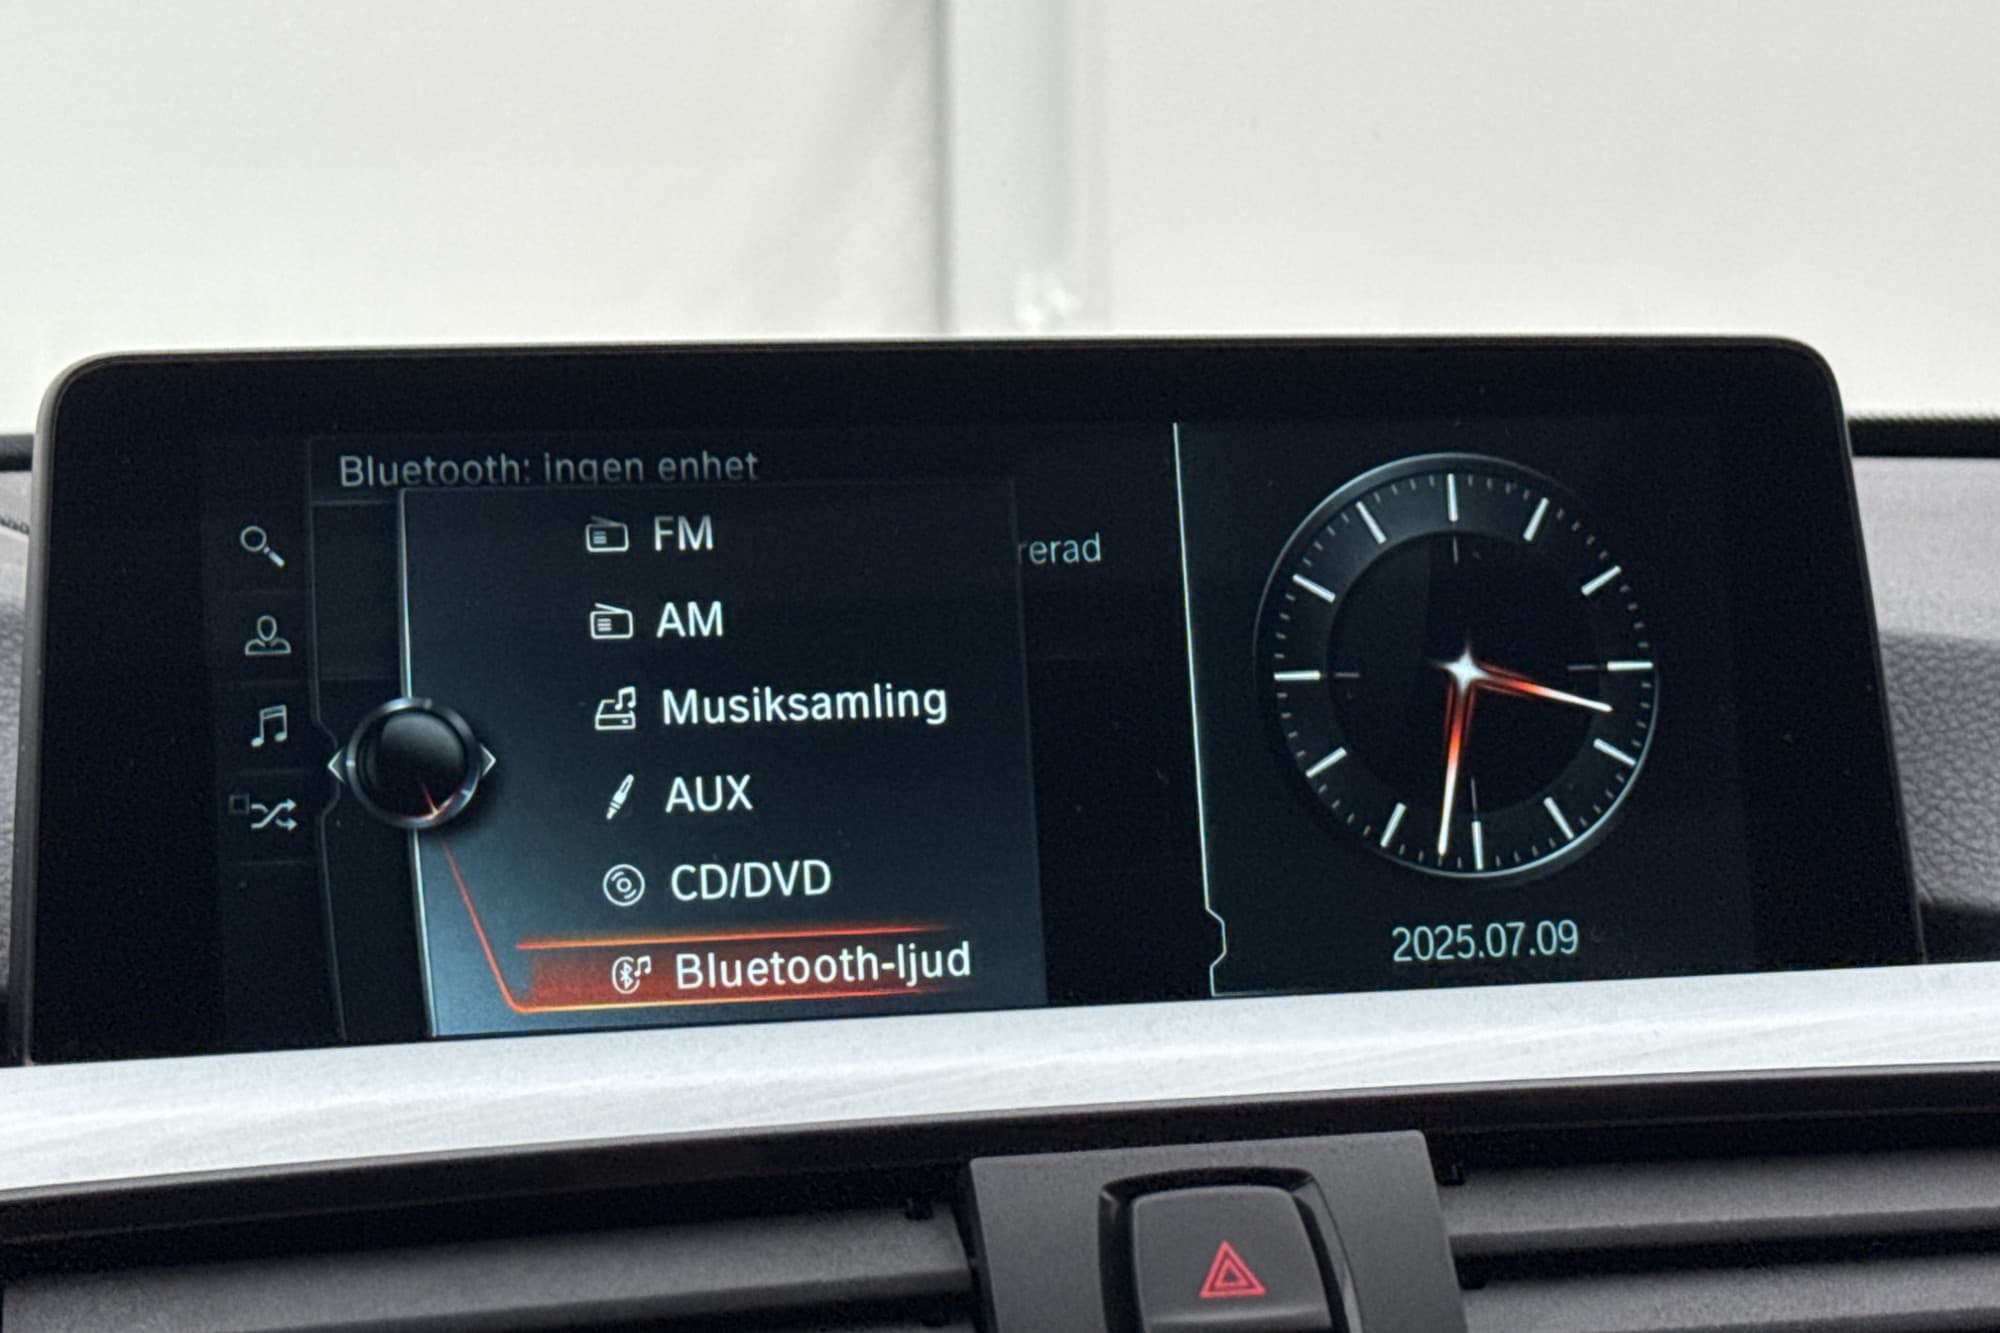 Bluetooth: ingen enhet
FM
rerad
AM
Musiksamling
AUX
CD/DVD
Bluetooth-ljud
2025.07.09